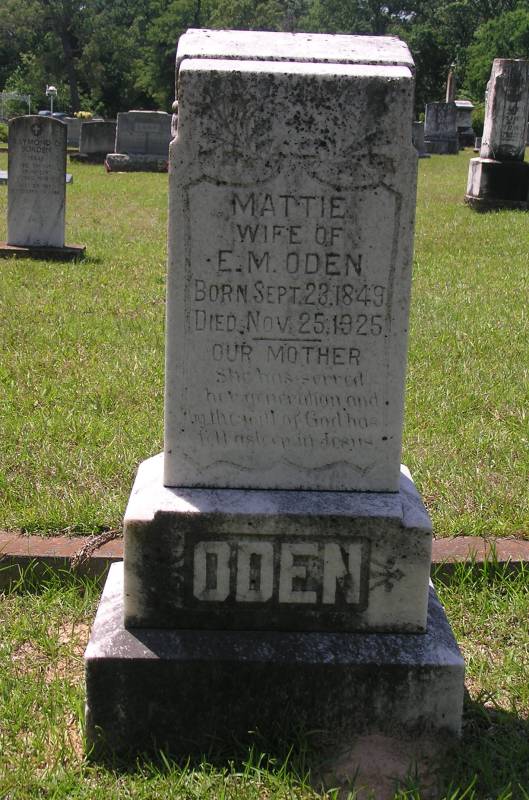 MATTIE
WIFE OF
E.M. ODEN
BORN SEPT. 23, 1849
DIED NOV. 25, 1925
OUR MOTHER
She has served
her generation and
by the will of God has
fell asleep in Jesus
ODEN